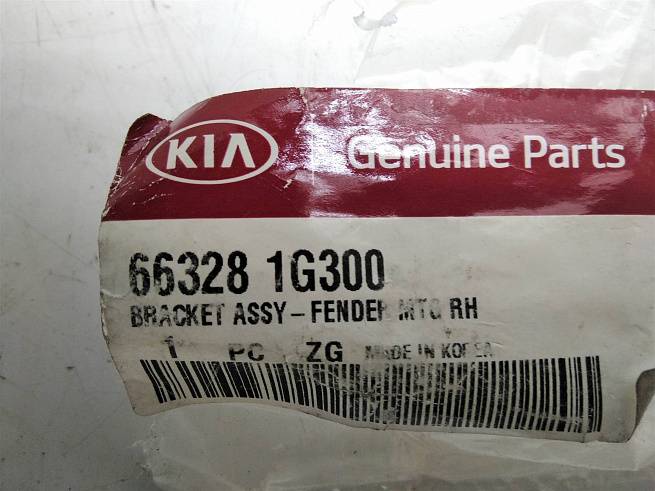 KIA Genuine Parts
66328 1G300
BRACKET ASSY-FENDER MTG RH
1 PC ZG MADE IN KOREA